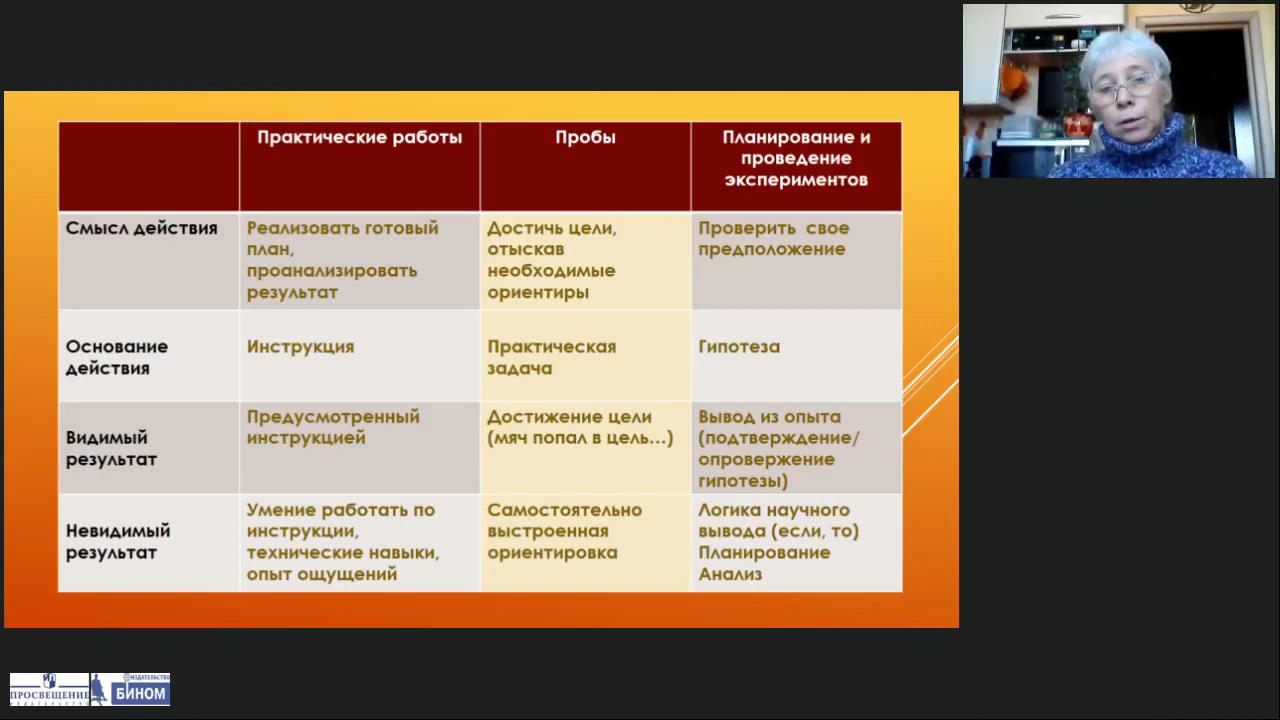 Практические работы
Пробы
Планирование и
проведение
экспериментов
Смысл действия
Реализовать готовый
план,
проанализировать
результат
Достичь цели,
отыскав
необходимые
ориентиры
Проверить свое
предположение
Основание
действия
Инструкция
Практическая
задача
Гипотеза
Видимый
результат
Предусмотренный
инструкцией
Достижение цели
(мяч попал в цель...)
Вывод из опыта
(подтверждение/
опровержение
гипотезы)
Невидимый
результат
Умение работать по
инструкции,
технические навыки,
опыт ощущений
Самостоятельно
выстроенная
ориентировка
Логика научного
вывода (если, то)
Планирование
Анализ
ПРОСВЕЩЕНИЕ
ИЗДАТЕЛЬСТВО
ИЗДАТЕЛЬСТВО
БИНОМ